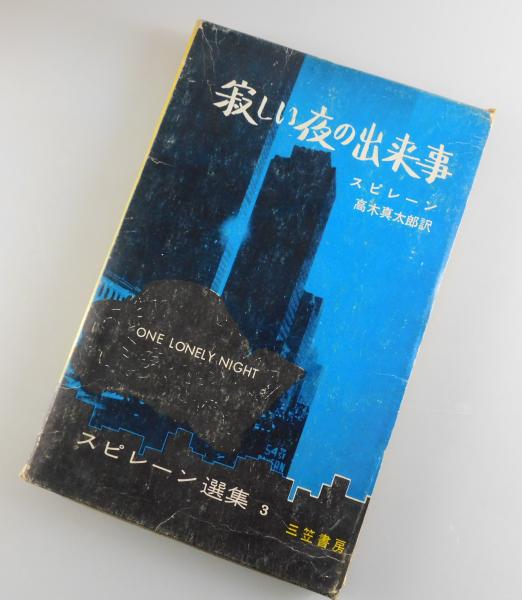 寂しい夜の出来事
スピレーン
高木真太郎訳
ONE LONELY NIGHT
スピレーン選集 3
三笠書房